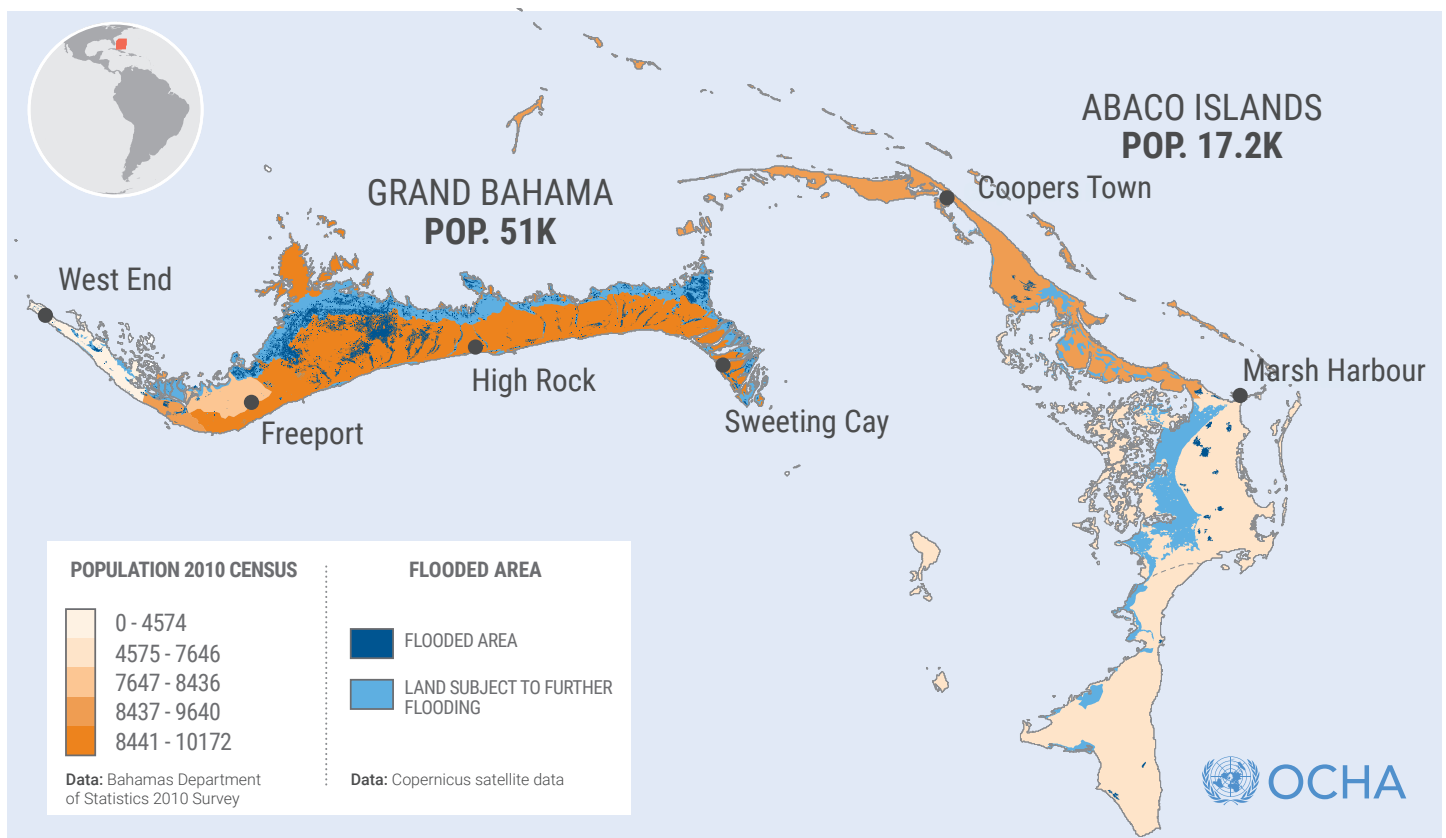 ABACO ISLANDS
POP. 17.2K
Coopers Town
GRAND BAHAMA
POP. 51K
West End
High Rock
Marsh Harbour
Freeport
Sweeting Cay
POPULATION 2010 CENSUS
0 - 4574
4575 - 7646
7647 - 8436
8437 - 9640
8441 - 10172
Data: Bahamas Department
of Statistics 2010 Survey
FLOODED AREA
FLOODED AREA
LAND SUBJECT TO FURTHER
FLOODING
Data: Copernicus satellite data
OCHA